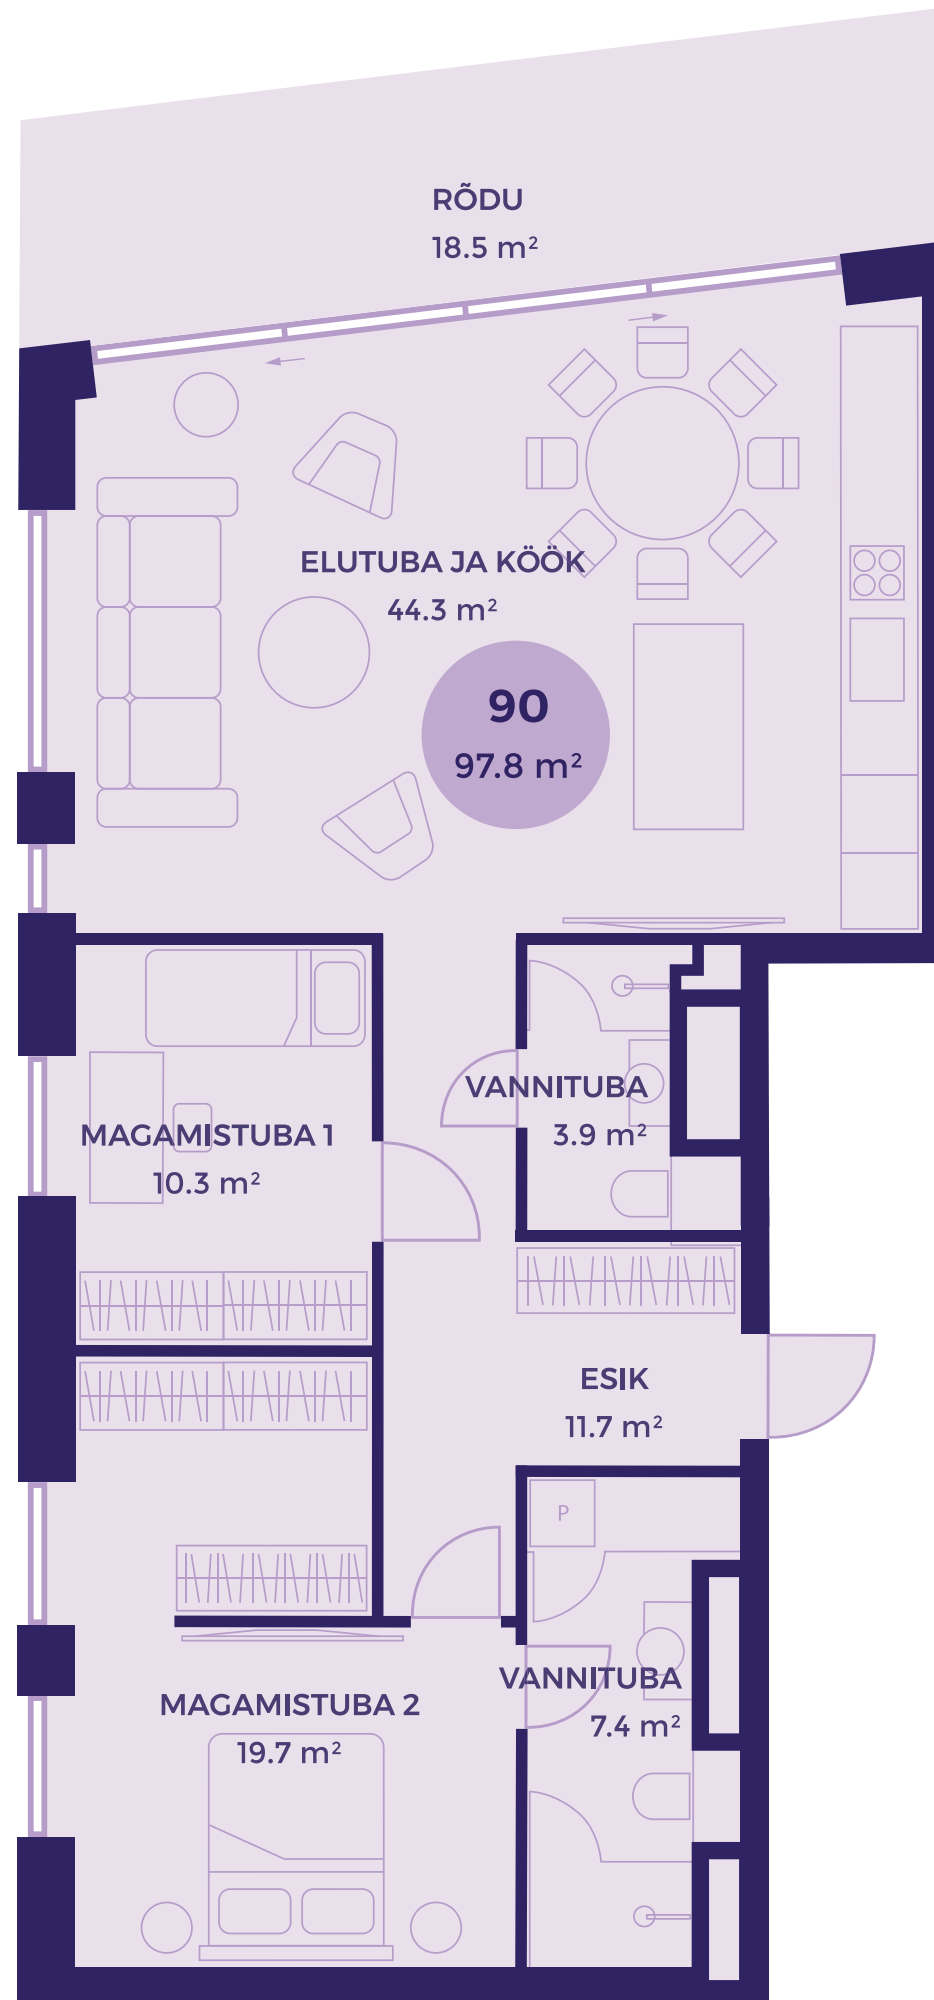 RÕDU
18.5 m²
ELUTUBA JA KÖÖK
44.3 m²
90
97.8 m²
VANNITUBA
3.9 m²
MAGAMISTUBA 1
10.3 m²
ESIK
11.7 m²
P
VANNITUBA
7.4 m²
MAGAMISTUBA 2
19.7 m²